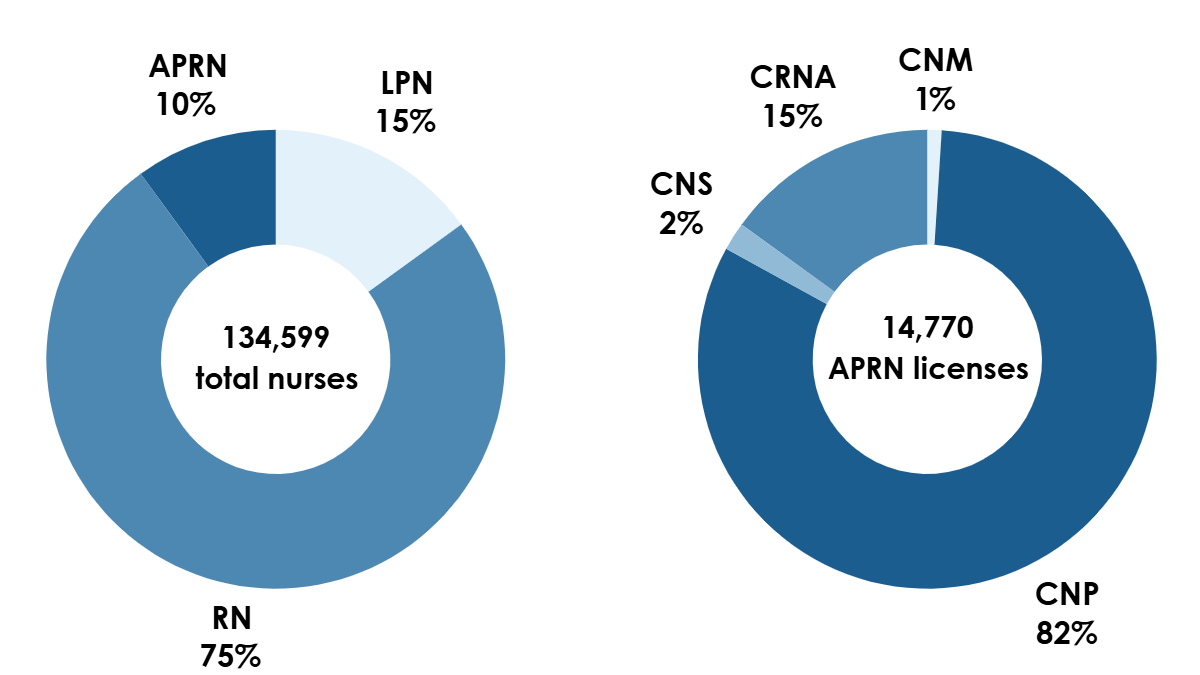 APRN
10%
LPN
15%
134,599
total nurses
RN
75%
CNM
1%
CRNA
15%
CNS
2%
14,770
APRN licenses
CNP
82%